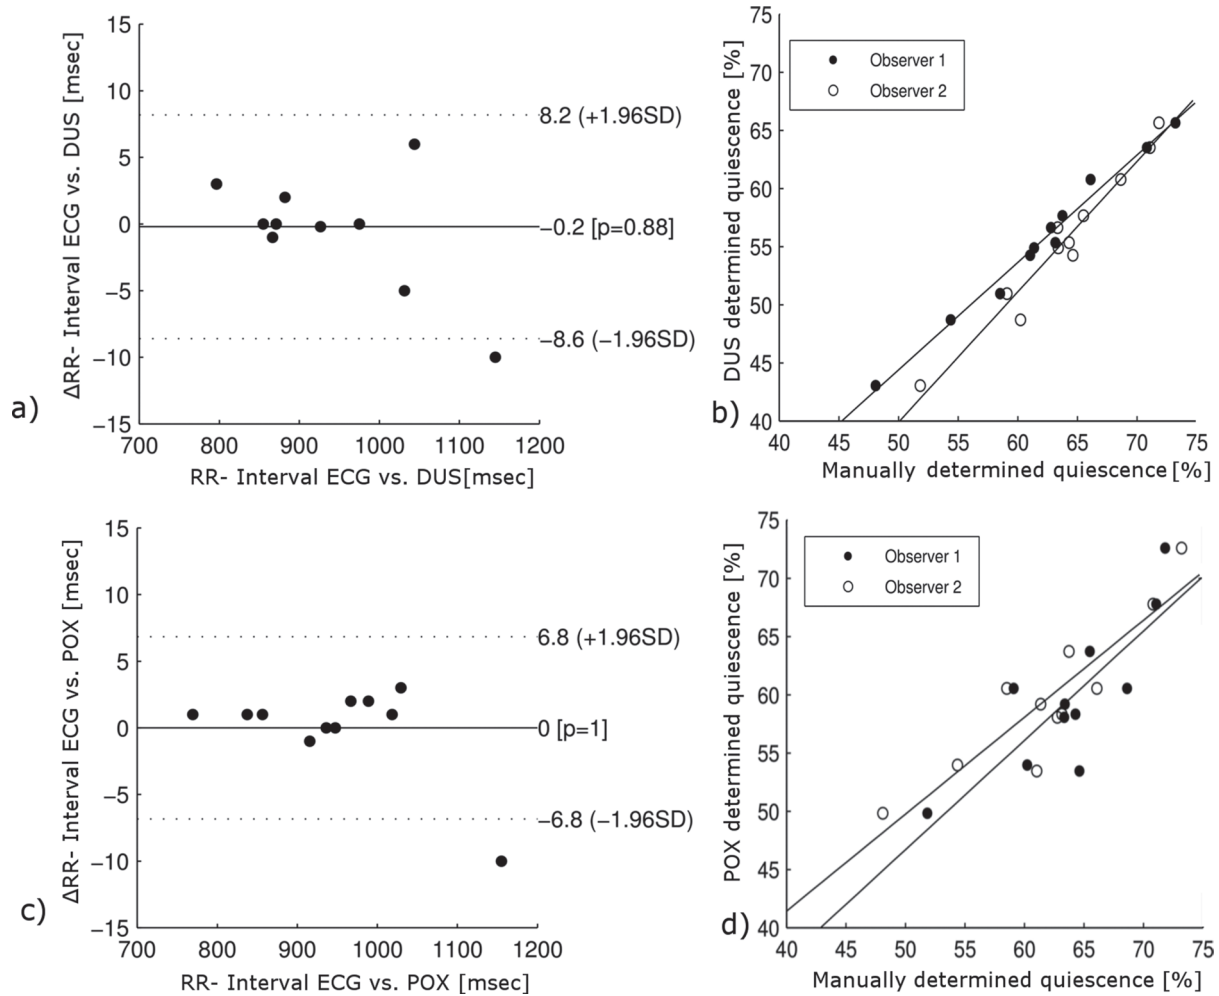 a)
ΔRR- Interval ECG vs. DUS [msec]
15
10
5
0
−5
−10
−15
8.2 (+1.96SD)
−0.2 [p=0.88]
−8.6 (−1.96SD)
700 800 900 1000 1100 1200
RR- Interval ECG vs. DUS[msec]
b)
DUS determined quiescence [%]
75
70
65
60
55
50
45
40
Observer 1
Observer 2
40 45 50 55 60 65 70 75
Manually determined quiescence [%]
c)
ΔRR- Interval ECG vs. POX [msec]
15
10
5
0
−5
−10
−15
6.8 (+1.96SD)
0 [p=1]
−6.8 (−1.96SD)
700 800 900 1000 1100 1200
RR- Interval ECG vs. POX [msec]
d)
POX determined quiescence [%]
75
70
65
60
55
50
45
40
Observer 1
Observer 2
40 45 50 55 60 65 70 75
Manually determined quiescence [%]